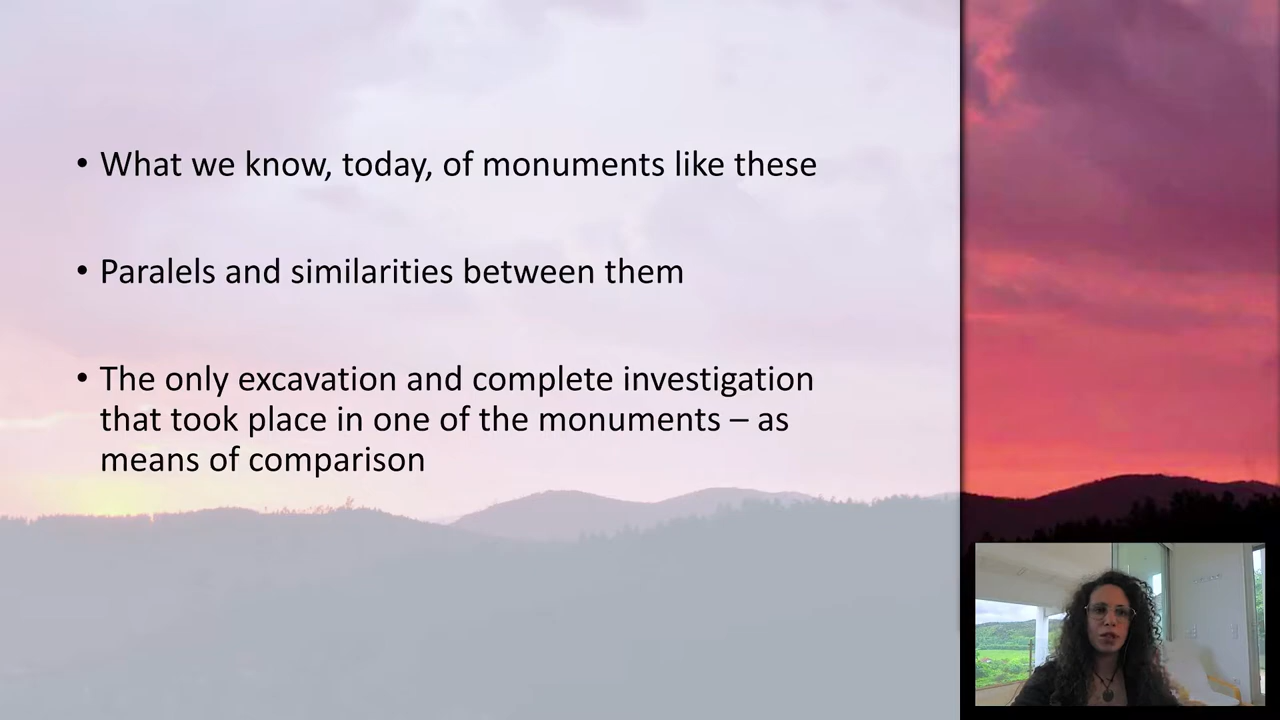 • What we know, today, of monuments like these
• Paralels and similarities between them
• The only excavation and complete investigation
that took place in one of the monuments – as
means of comparison